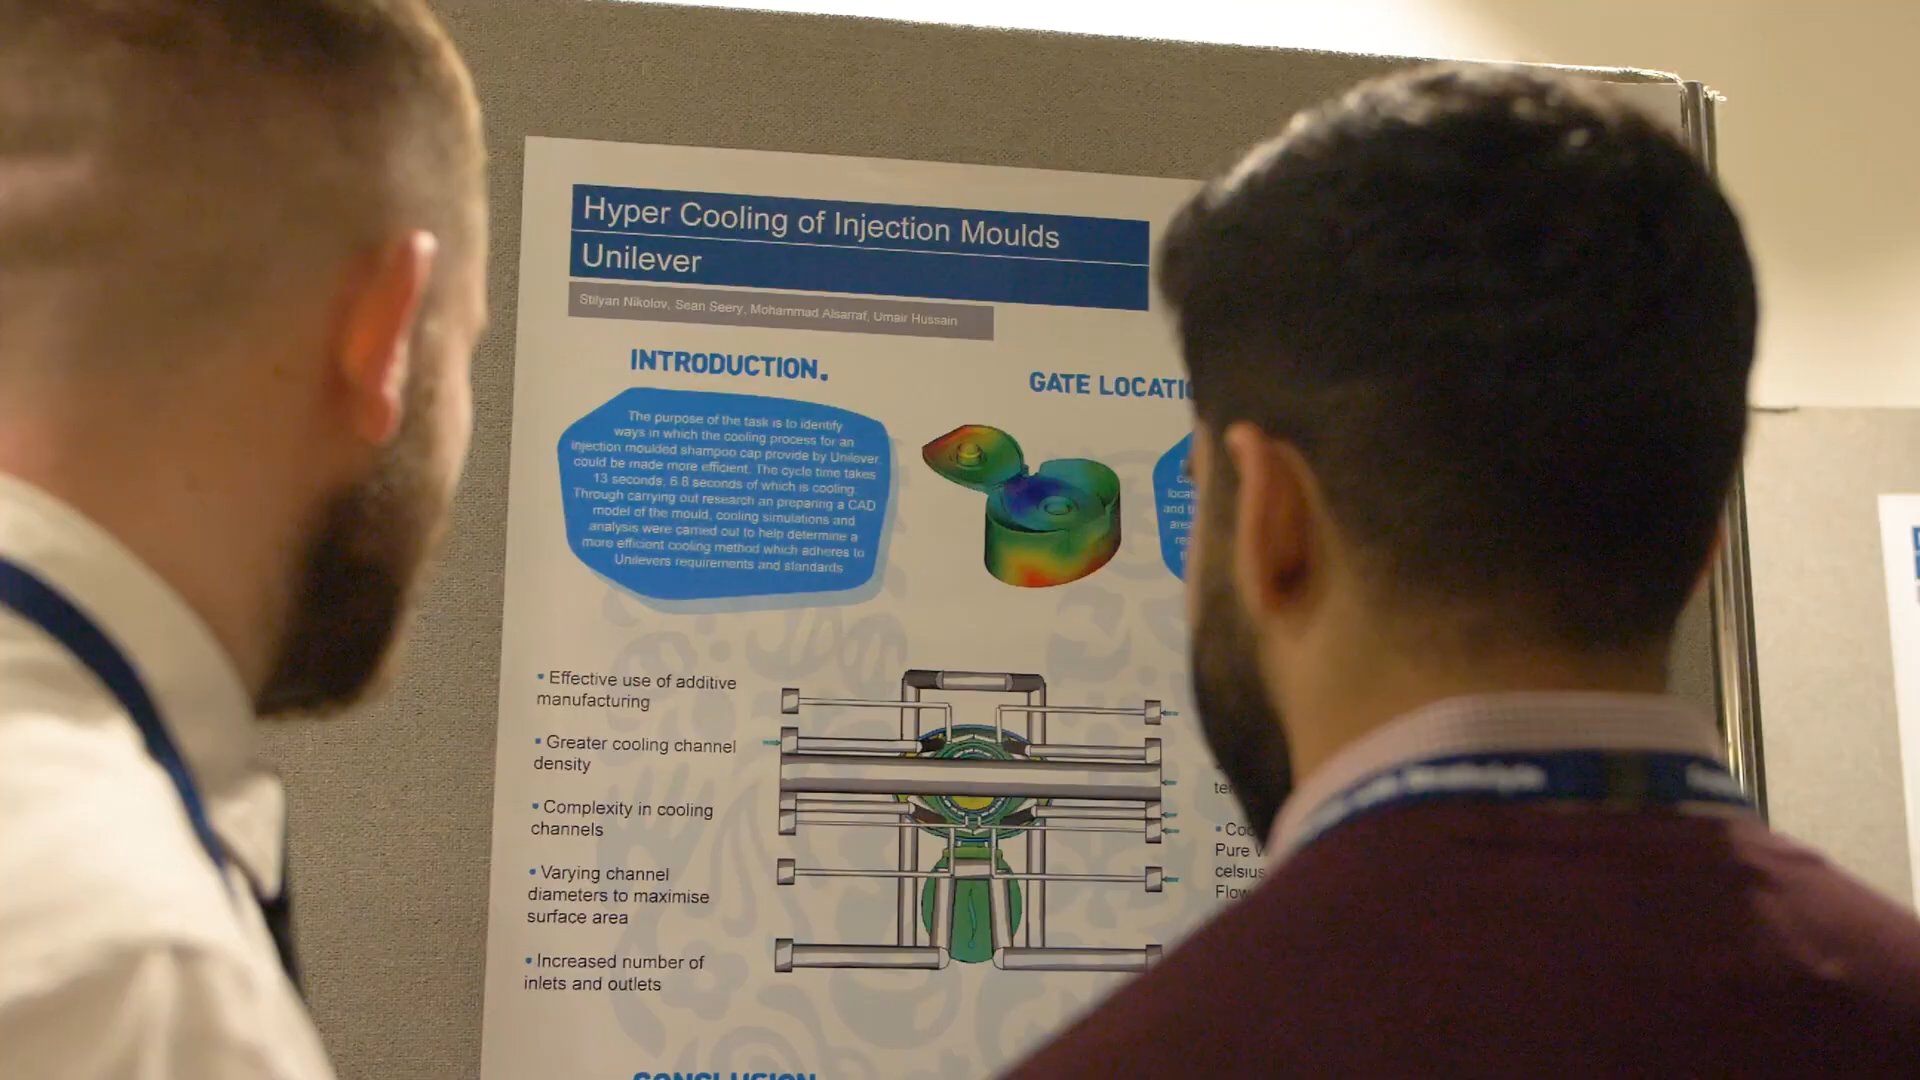 Hyper Cooling of Injection Moulds
Unilever
Stilyan Nikolov, Sean Seery, Mohammad Alsarraf, Umair Hussain
INTRODUCTION.
The purpose of the task is to identify
ways in which the cooling process for an
injection moulded shampoo cap provide by Unilever,
could be made more efficient. The cycle time takes
13 seconds, 6.8 seconds of which is cooling.
Through carrying out research an preparing a CAD
model of the mould, cooling simulations and
analysis were carried out to help determine a
more efficient cooling method which adheres to
Unilevers requirements and standards
GATE LOCATIO
• Effective use of additive
manufacturing
• Greater cooling channel
density
• Complexity in cooling
channels
• Varying channel
diameters to maximise
surface area
• Increased number of
inlets and outlets
• Coo
Pure
celsius
Flow
CONCLUSION